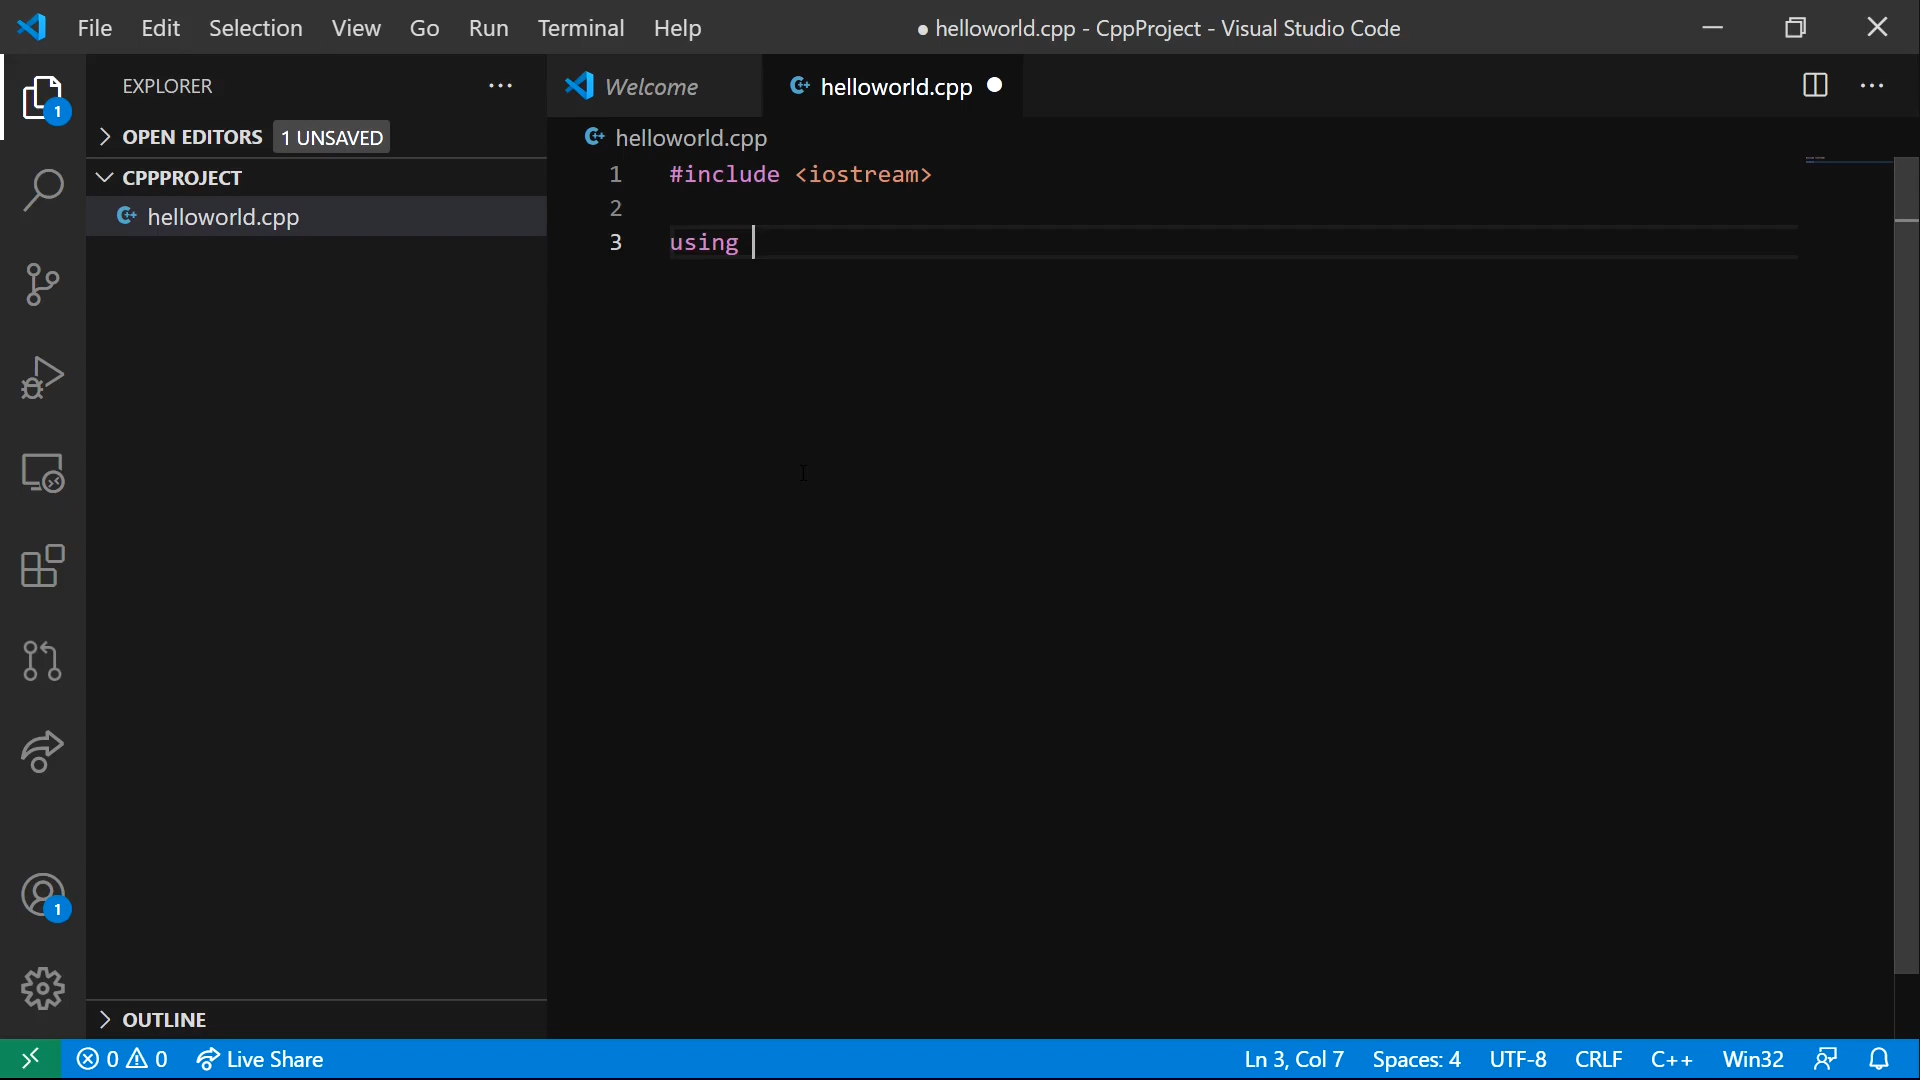 File Edit Selection View Go Run Terminal Help
● helloworld.cpp - CppProject - Visual Studio Code
EXPLORER
OPEN EDITORS 1 UNSAVED
CPPPROJECT
helloworld.cpp
OUTLINE
Welcome
helloworld.cpp
helloworld.cpp
1 #include <iostream>
2
3 using
1
1
0 0 Live Share
Ln 3, Col 7 Spaces: 4 UTF-8 CRLF C++ Win32